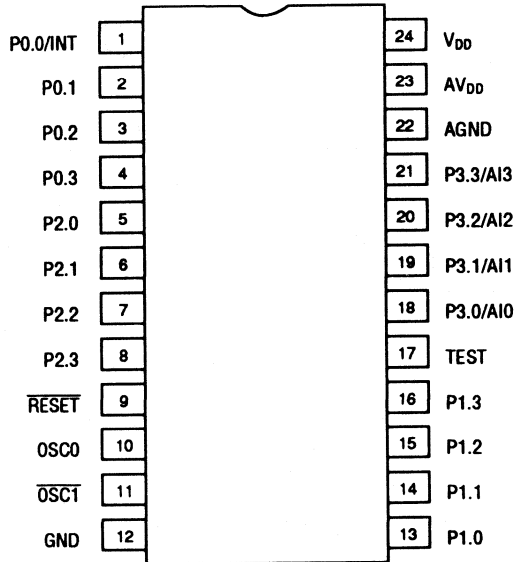 P0.0/INT 1 24 VDD
P0.1 2 23 AVDD
P0.2 3 22 AGND
P0.3 4 21 P3.3/AI3
P2.0 5 20 P3.2/AI2
P2.1 6 19 P3.1/AI1
P2.2 7 18 P3.0/AI0
P2.3 8 17 TEST
RESET 9 16 P1.3
OSC0 10 15 P1.2
OSC1 11 14 P1.1
GND 12 13 P1.0